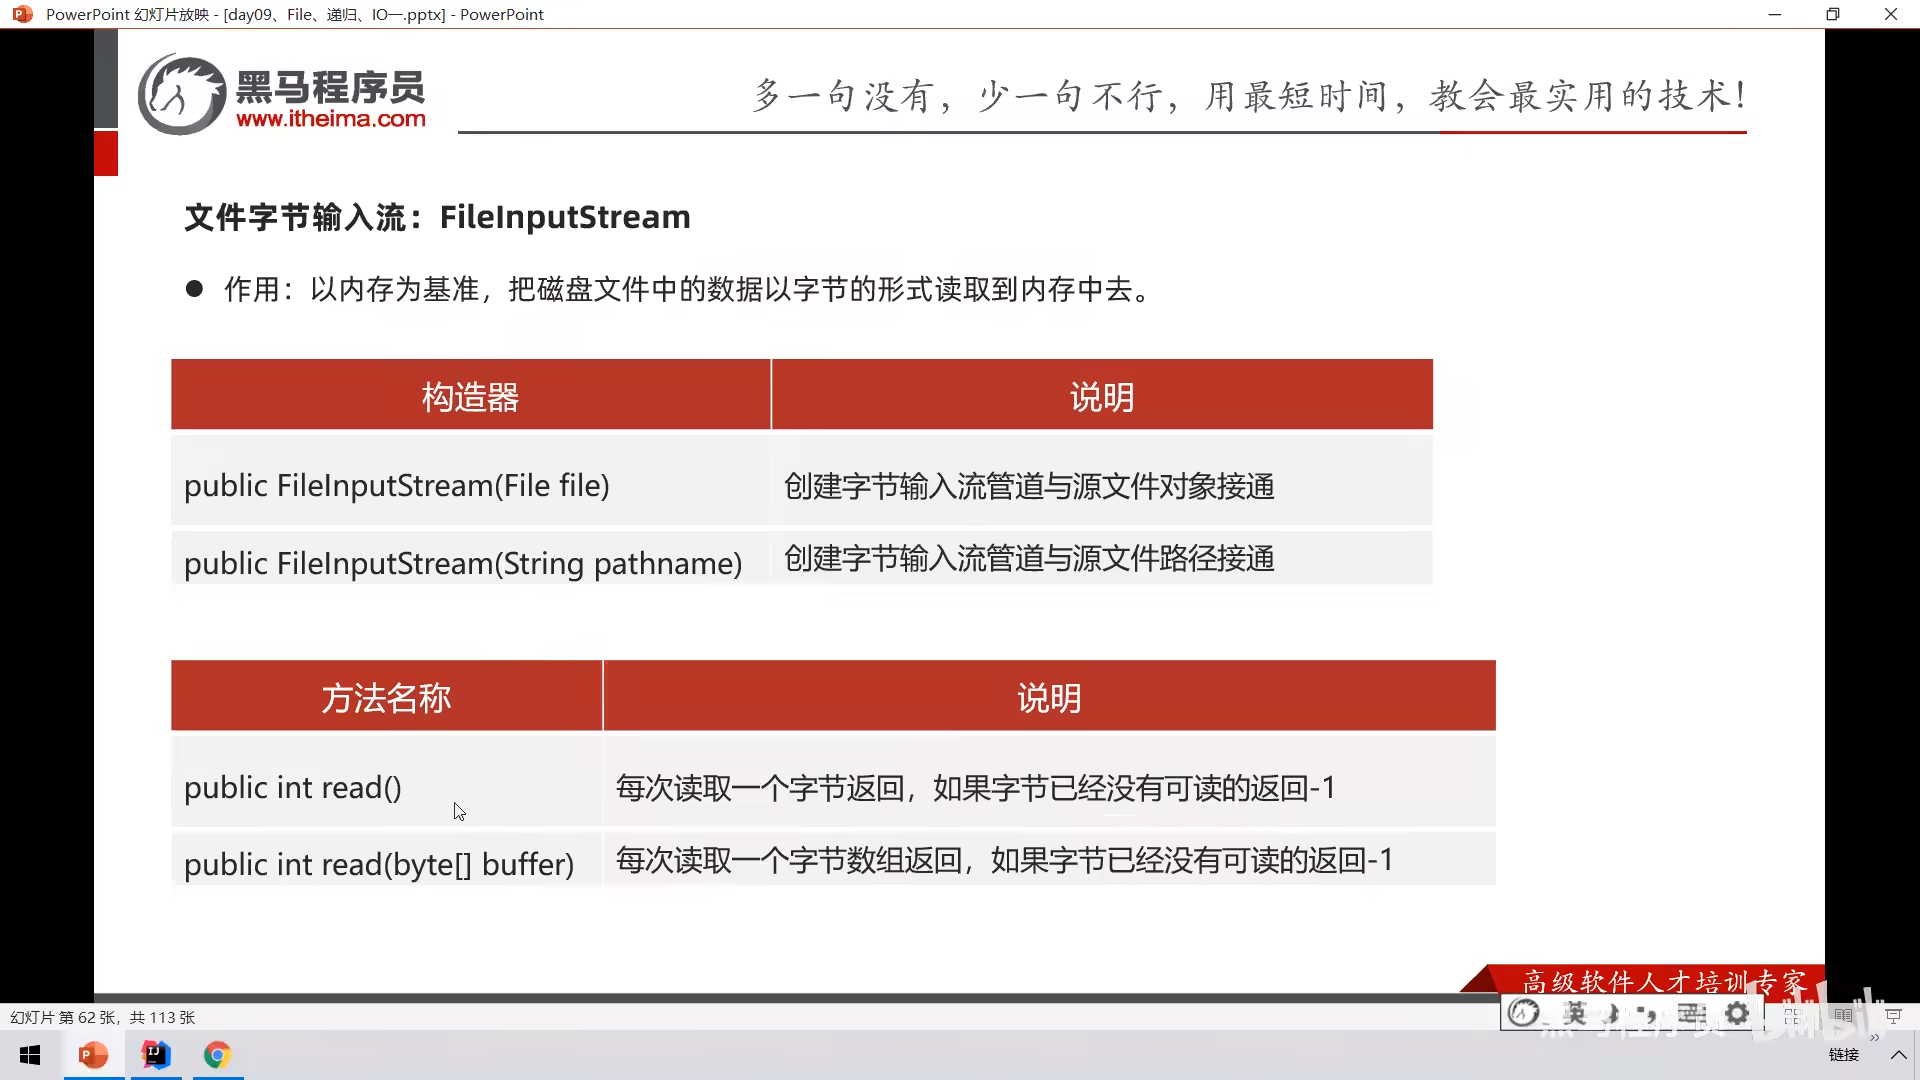 PowerPoint 幻灯片放映 - [day09、File、递归、IO一.pptx] - PowerPoint
黑马程序员
www.itheima.com
多一句没有，少一句不行，用最短时间，教会最实用的技术！
文件字节输入流：FileInputStream
● 作用：以内存为基准，把磁盘文件中的数据以字节的形式读取到内存中去。
构造器 说明
public FileInputStream(File file) 创建字节输入流管道与源文件对象接通
public FileInputStream(String pathname) 创建字节输入流管道与源文件路径接通
方法名称 说明
public int read() 每次读取一个字节返回，如果字节已经没有可读的返回-1
public int read(byte[] buffer) 每次读取一个字节数组返回，如果字节已经没有可读的返回-1
高级软件人才培训专家
幻灯片 第 62 张，共 113 张
英
黑马程序员
bilibili
链接